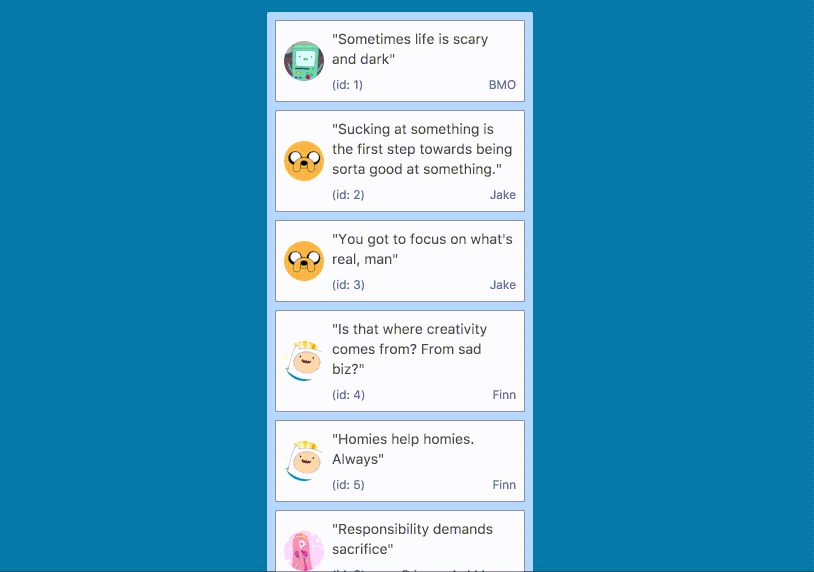 "Sometimes life is scary
and dark"
(id: 1) BMO
"Sucking at something is
the first step towards being
sorta good at something."
(id: 2) Jake
"You got to focus on what's
real, man"
(id: 3) Jake
"Is that where creativity
comes from? From sad
biz?"
(id: 4) Finn
"Homies help homies.
Always"
(id: 5) Finn
"Responsibility demands
sacrifice"